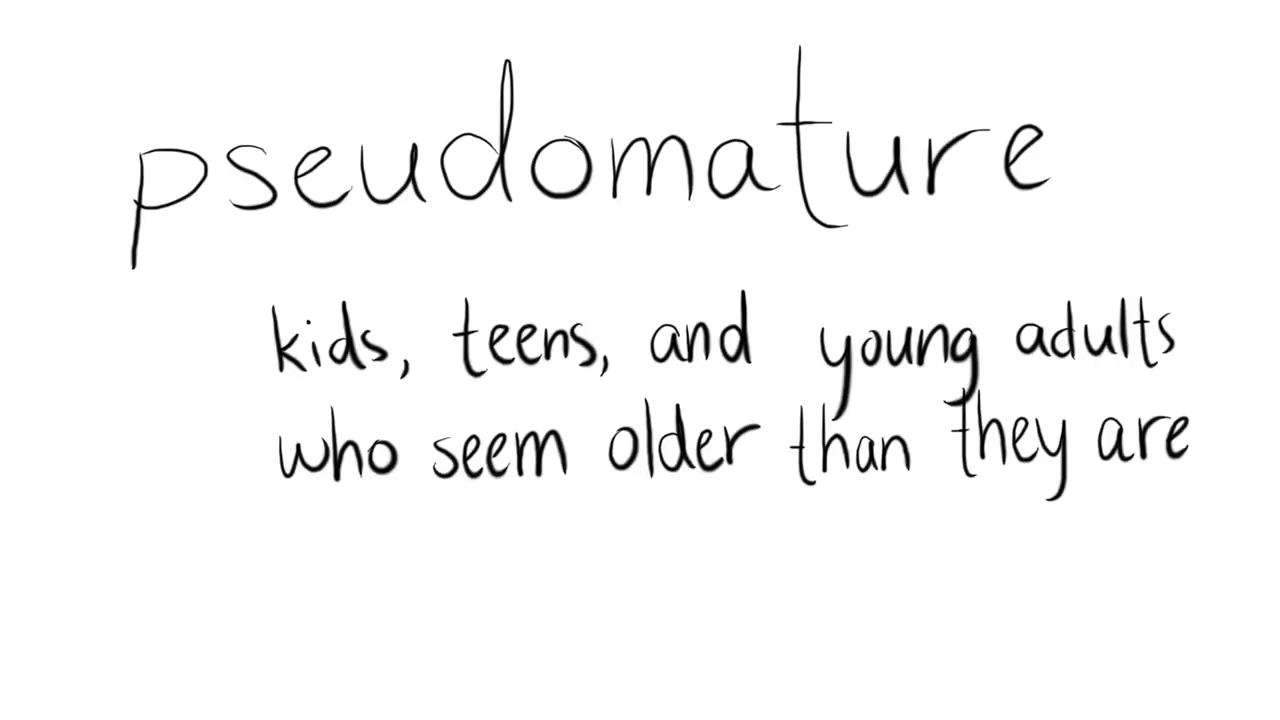 pseudomature
kids, teens, and young adults
who seem older than they are